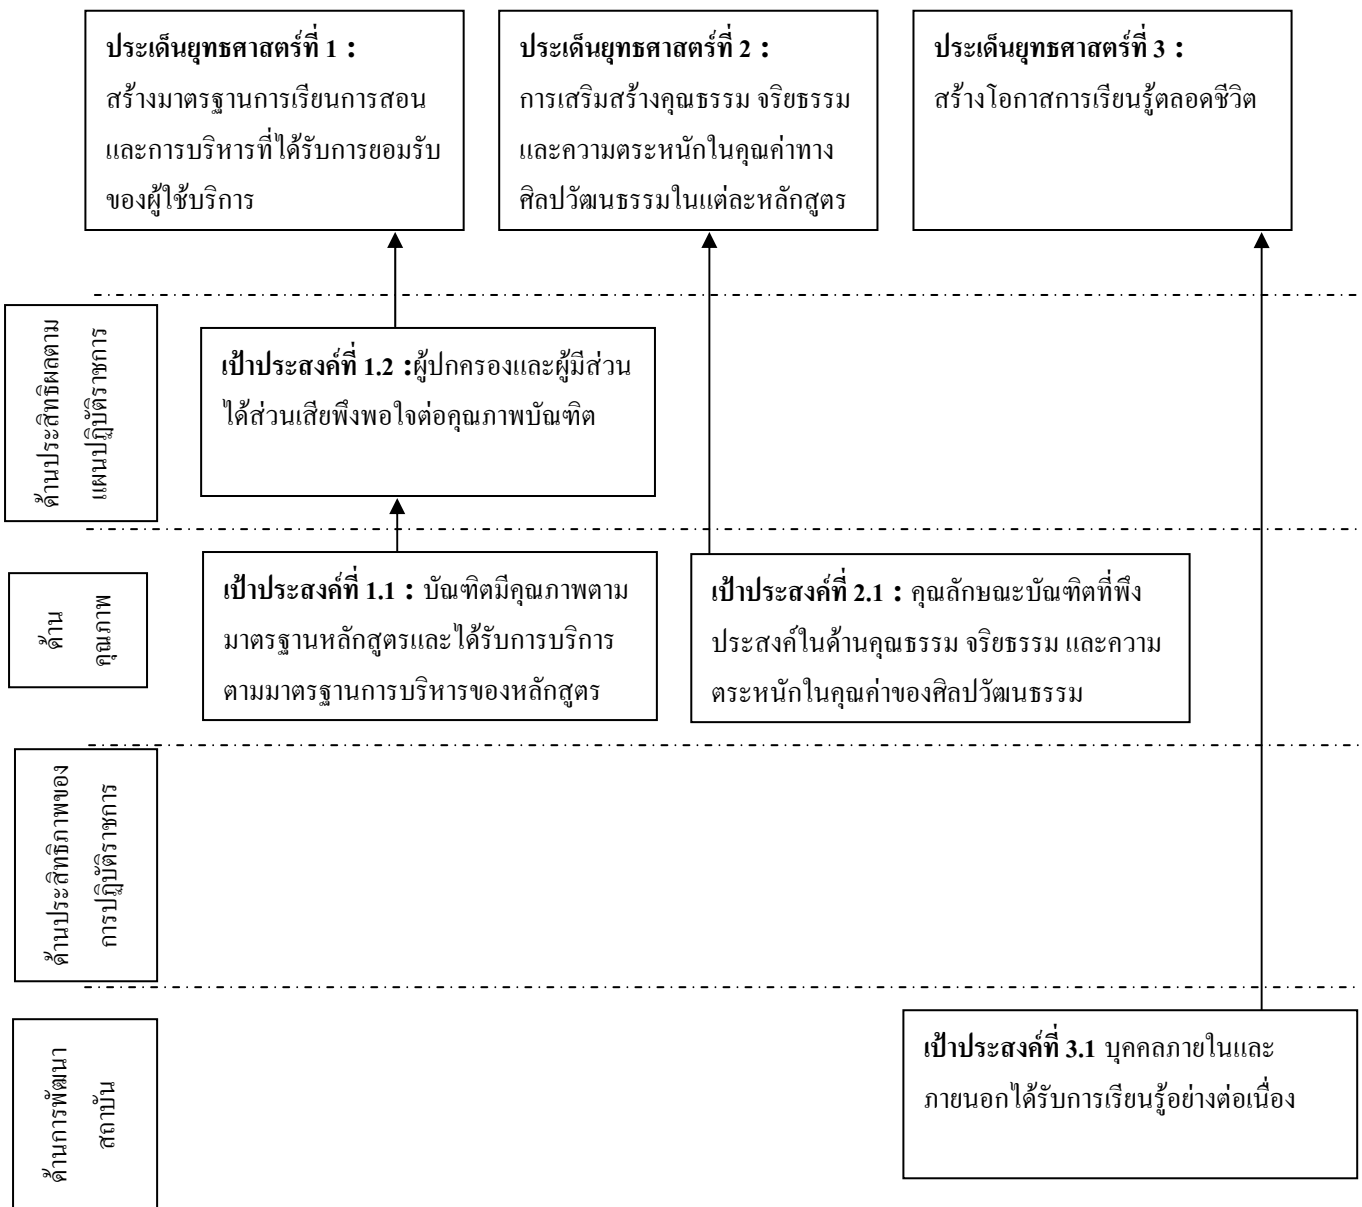 ประเด็นยุทธศาสตร์ที่ 1 :
สร้างมาตรฐานการเรียนการสอน
และการบริหารที่ได้รับการยอมรับ
ของผู้ใช้บริการ
ประเด็นยุทธศาสตร์ที่ 2 :
การเสริมสร้างคุณธรรม จริยธรรม
และความตระหนักในคุณค่าทาง
ศิลปวัฒนธรรมในแต่ละหลักสูตร
ประเด็นยุทธศาสตร์ที่ 3 :
สร้างโอกาสการเรียนรู้ตลอดชีวิต
ด้านประสิทธิผลตาม
แผนปฏิบัติราชการ
เป้าประสงค์ที่ 1.2 :ผู้ปกครองและผู้มีส่วน
ได้ส่วนเสียพึงพอใจต่อคุณภาพบัณฑิต
ด้าน
คุณภาพ
เป้าประสงค์ที่ 1.1 : บัณฑิตมีคุณภาพตาม
มาตรฐานหลักสูตรและได้รับการบริการ
ตามมาตรฐานการบริหารของหลักสูตร
เป้าประสงค์ที่ 2.1 : คุณลักษณะบัณฑิตที่พึง
ประสงค์ในด้านคุณธรรม จริยธรรม และความ
ตระหนักในคุณค่าของศิลปวัฒนธรรม
ด้านประสิทธิภาพของ
การปฏิบัติราชการ
ด้านการพัฒนา
สถาบัน
เป้าประสงค์ที่ 3.1 บุคคลภายในและ
ภายนอกได้รับการเรียนรู้อย่างต่อเนื่อง